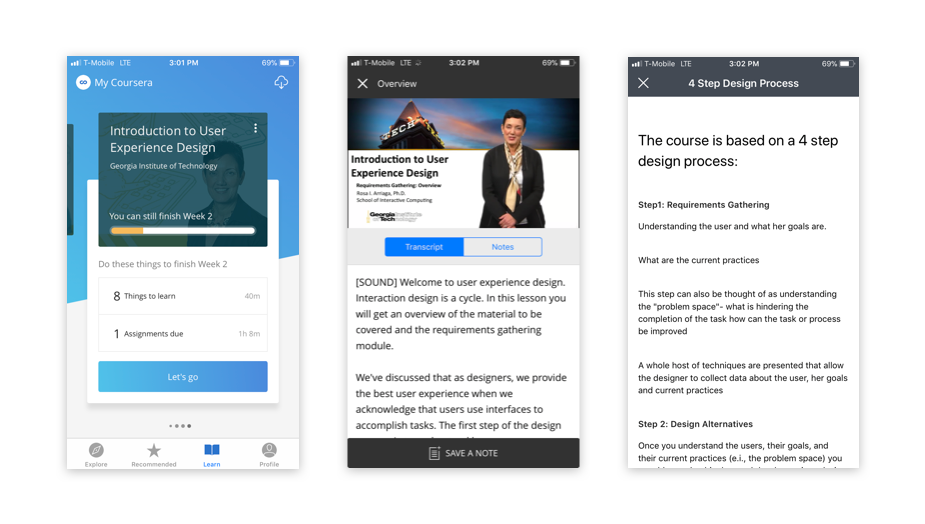 T-Mobile LTE 3:01 PM 69%
My Coursera
Introduction to User
Experience Design
Georgia Institute of Technology
You can still finish Week 2
Do these things to finish Week 2
8 Things to learn 40m
1 Assignments due 1h 8m
Let's go
Explore Recommended Learn Profile
T-Mobile LTE 3:02 PM 69%
Overview
TECH
Introduction to User
Experience Design
Requirements Gathering: Overview
Rosa I. Arriaga, Ph.D.
School of Interactive Computing
Georgia Institute
of Technology
Transcript Notes
[SOUND] Welcome to user experience design.
Interaction design is a cycle. In this lesson you
will get an overview of the material to be
covered and the requirements gathering
module.
We've discussed that as designers, we provide
the best user experience when we
acknowledge that users use interfaces to
accomplish tasks. The first step of the design
SAVE A NOTE
T-Mobile LTE 3:02 PM 69%
4 Step Design Process
The course is based on a 4 step
design process:
Step1: Requirements Gathering
Understanding the user and what her goals are.
What are the current practices
This step can also be thought of as understanding
the "problem space"- what is hindering the
completion of the task how can the task or process
be improved
A whole host of techniques are presented that allow
the designer to collect data about the user, her goals
and current practices
Step 2: Design Alternatives
Once you understand the users, their goals, and
their current practices (e.i., the problem space) you